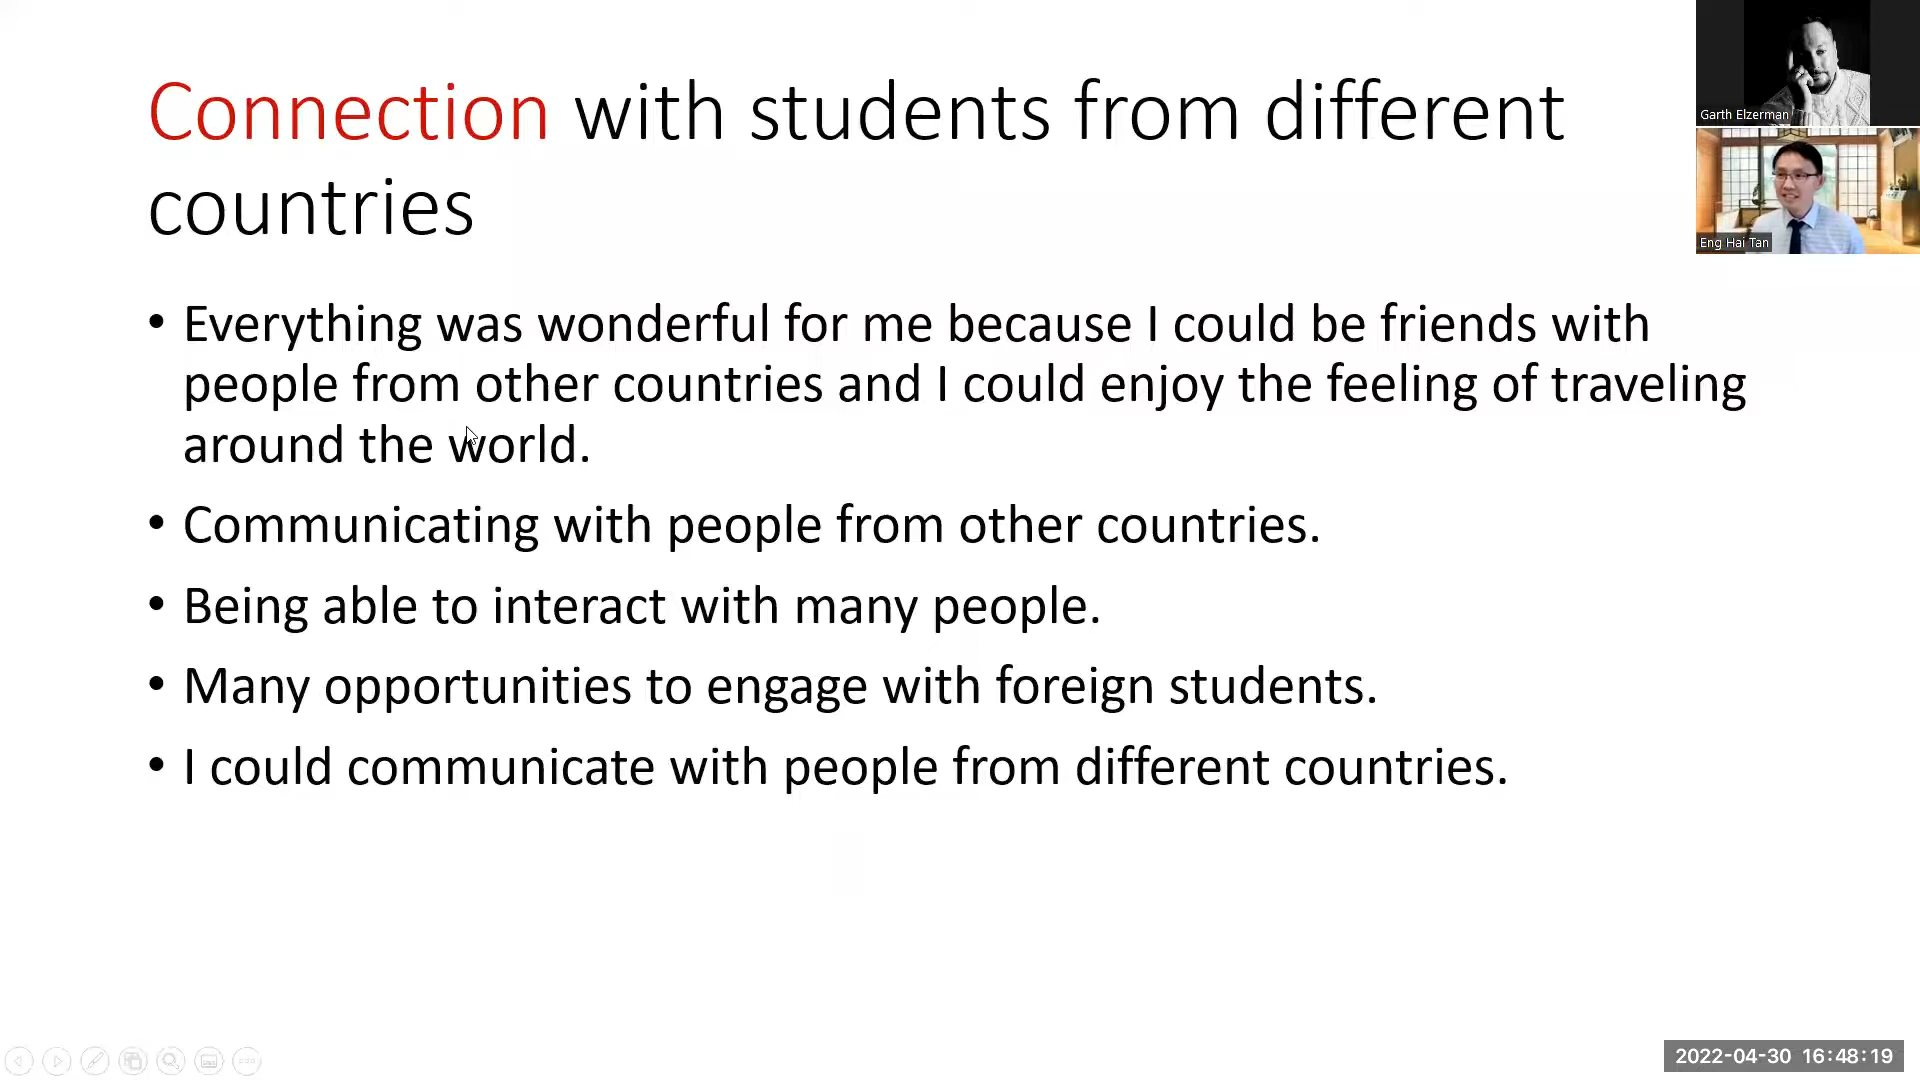 Connection with students from different
countries
• Everything was wonderful for me because I could be friends with
people from other countries and I could enjoy the feeling of traveling
around the world.
• Communicating with people from other countries.
• Being able to interact with many people.
• Many opportunities to engage with foreign students.
• I could communicate with people from different countries.
Garth Elzerman
Eng Hai Tan
2022-04-30 16:48:19